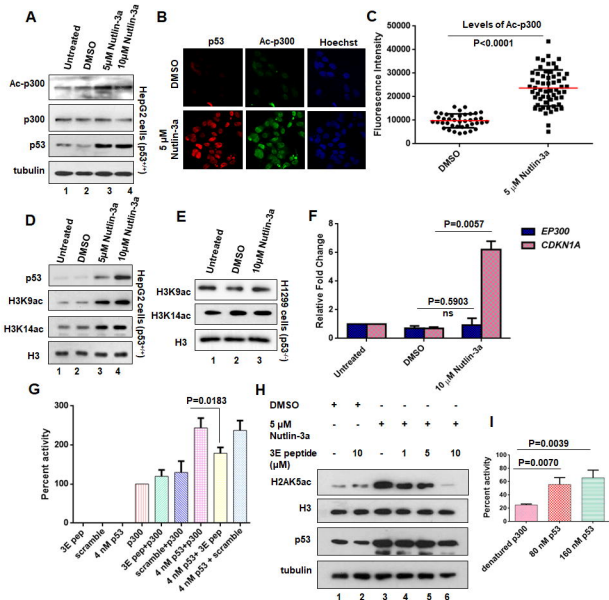 A
Untreated
DMSO
5μM Nutlin-3a
10μM Nutlin-3a
Ac-p300
p300
p53
tubulin
1 2 3 4
HepG2 cells (p53+/+)
B
p53 Ac-p300 Hoechst
DMSO
5 μM
Nutlin-3a
C
Levels of Ac-p300
P<0.0001
Fluorescence Intensity
50000
40000
30000
20000
10000
0
DMSO
5 μM Nutlin-3a
D
Untreated
DMSO
5μM Nutlin-3a
10μM Nutlin-3a
p53
H3K9ac
H3K14ac
H3
1 2 3 4
HepG2 cells (p53+/+)
E
Untreated
DMSO
10μM Nutlin-3a
H3K9ac
H3K14ac
H3
1 2 3
H1299 cells (p53-/-)
F
P=0.0057
EP300
CDKN1A
P=0.5903
ns
Relative Fold Change
8
6
4
2
0
Untreated
DMSO
10 μM Nutlin-3a
G
P=0.0183
Percent activity
300
200
100
0
3E pep
scramble
4 nM p53
p300
3E pep+p300
scramble+p300
4 nM p53+p300
4 nM p53+ 3E pep
4 nM p53 + scramble
H
DMSO + + - - - -
5 μM
Nutlin-3a
- - + + + +
3E peptide
(μM)
- 10 - 1 5 10
H2AK5ac
H3
p53
tubulin
1 2 3 4 5 6
I
P=0.0039
P=0.0070
Percent activity
100
80
60
40
20
0
denatured p300
80 nM p53
160 nM p53